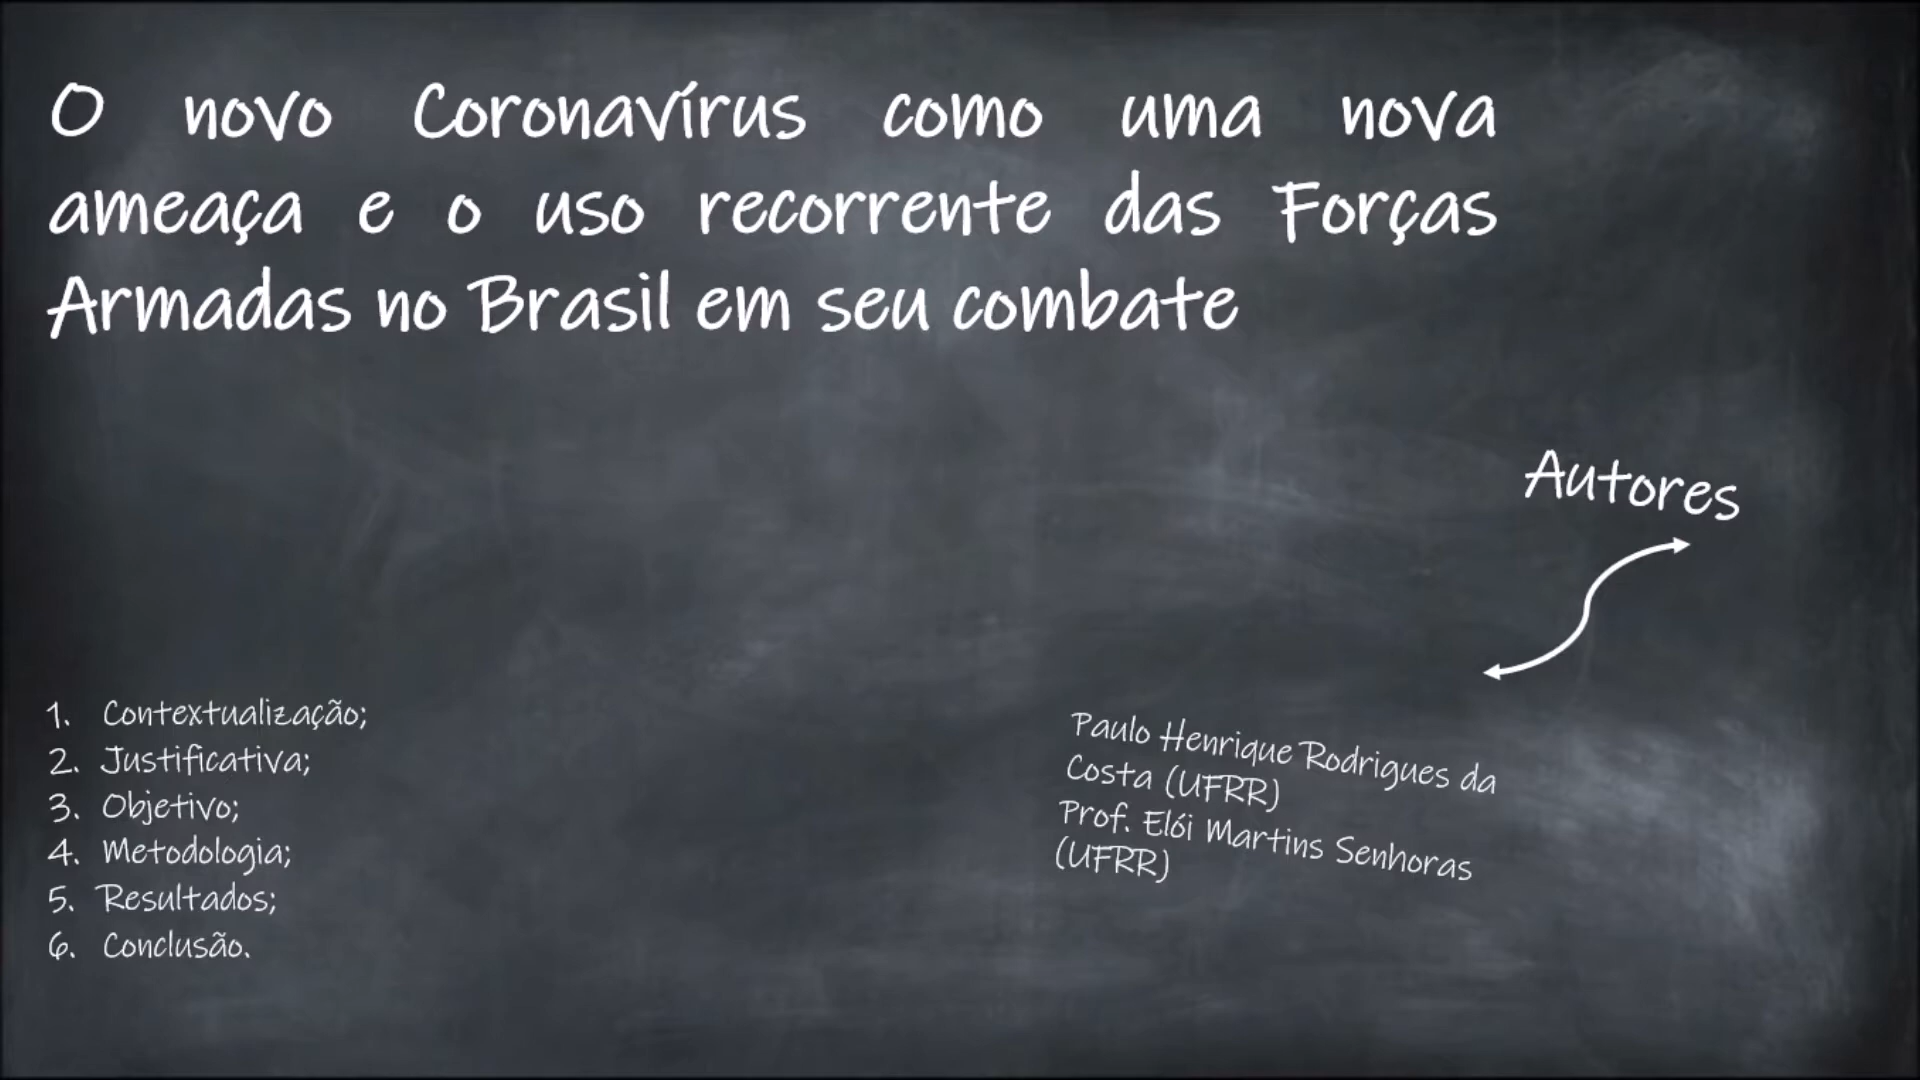 O novo Coronavírus como uma nova
ameaça e o uso recorrente das Forças
Armadas no Brasil em seu combate
Autores
1. Contextualização;
2. Justificativa;
3. Objetivo;
4. Metodologia;
5. Resultados;
6. Conclusão.
Paulo Henrique Rodrigues da
Costa (UFRR)
Prof. Elói Martins Senhoras
(UFRR)